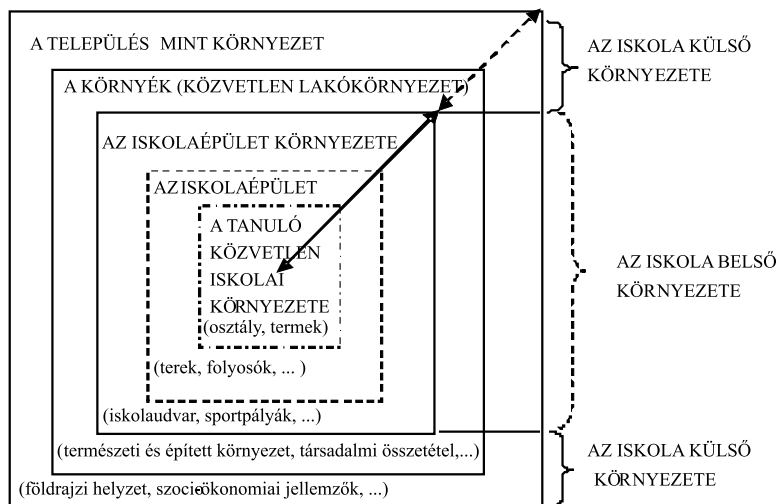 A TELEPÜLÉS MINT KÖRNYEZET
A KÖRNYÉK (KÖZVETLEN LAKÓKÖRNYEZET)
AZ ISKOLAÉPÜLET KÖRNYEZETE
AZ ISKOLAÉPÜLET
A TANULÓ
KÖZVETLEN
ISKOLAI
KÖRNYEZETE
(osztály, termek)
(terek, folyosók, ... )
(iskolaudvar, sportpályák, ...)
(természeti és épített környezet, társadalmi összetétel,...)
(földrajzi helyzet, szocio-ökonomiai jellemzők, ...)
AZ ISKOLA KÜLSŐ
KÖRNYEZETE
AZ ISKOLA BELSŐ
KÖRNYEZETE
AZ ISKOLA KÜLSŐ
KÖRNYEZETE